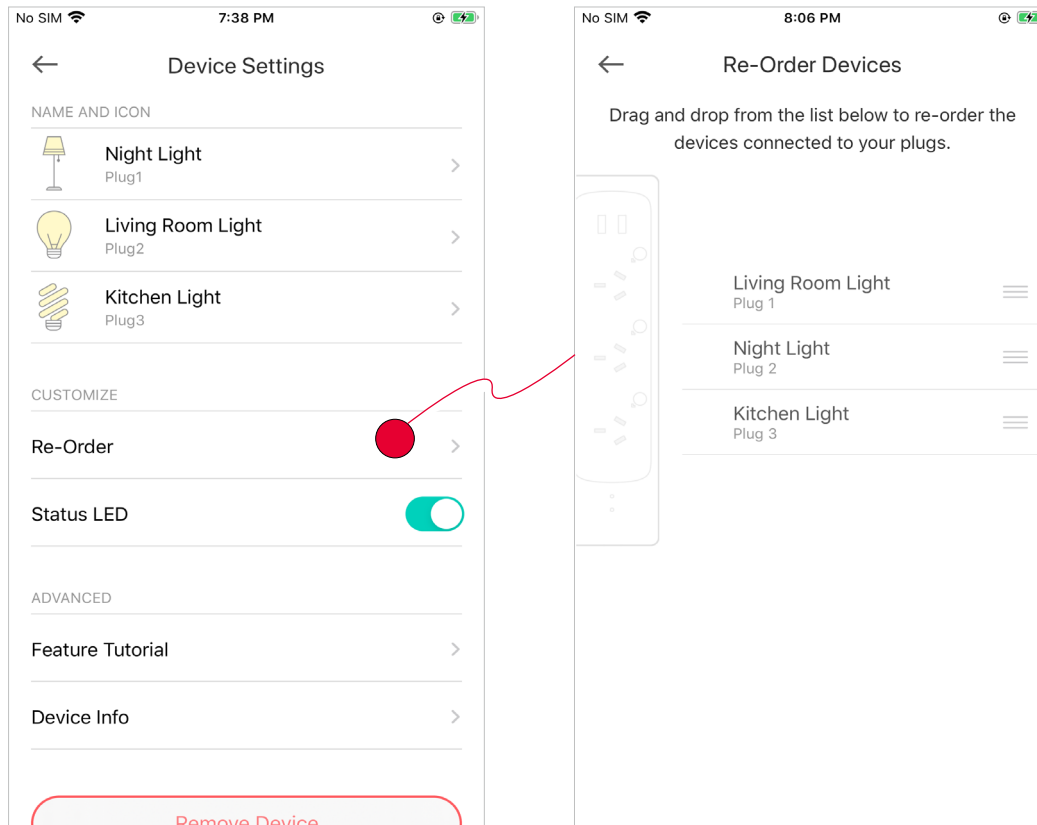 No SIM 7:38 PM
Device Settings
NAME AND ICON
Night Light
Plug1
Living Room Light
Plug2
Kitchen Light
Plug3
CUSTOMIZE
Re-Order
Status LED
ADVANCED
Feature Tutorial
Device Info
Remove Device
No SIM 8:06 PM
Re-Order Devices
Drag and drop from the list below to re-order the
devices connected to your plugs.
Living Room Light
Plug 1
Night Light
Plug 2
Kitchen Light
Plug 3